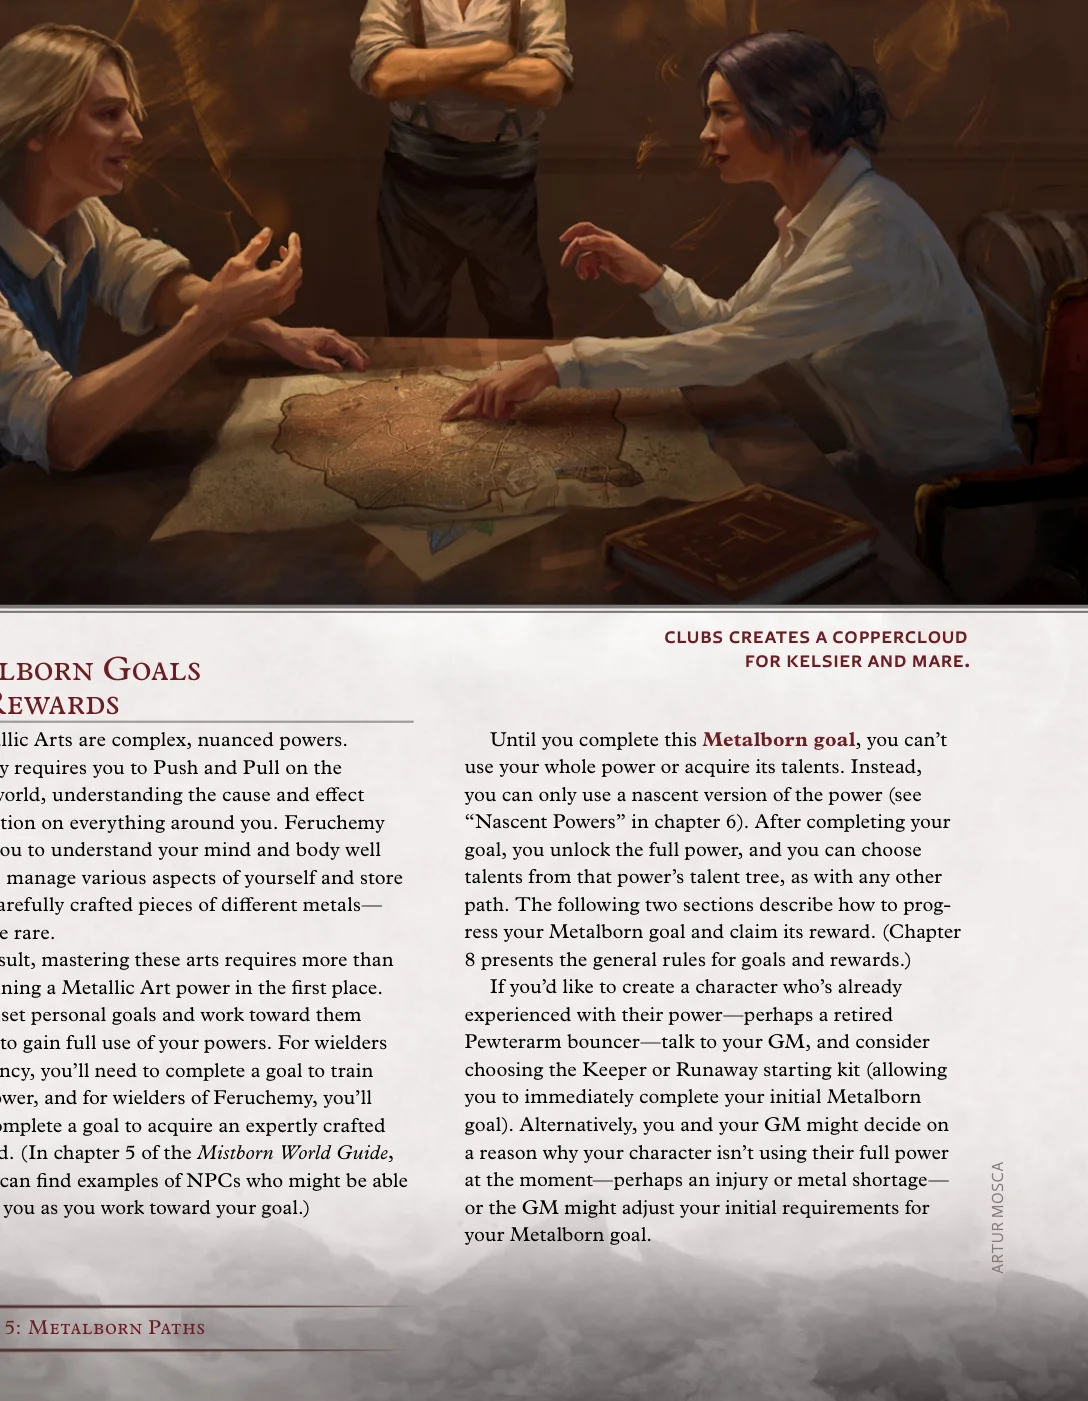 CLUBS CREATES A COPPERCLOUD
FOR KELSIER AND MARE.
LBORN GOALS
REWARDS
llic Arts are complex, nuanced powers.
y requires you to Push and Pull on the
world, understanding the cause and effect
tion on everything around you. Feruchemy
ou to understand your mind and body well
manage various aspects of yourself and store
arefully crafted pieces of different metals—
e rare.
sult, mastering these arts requires more than
ning a Metallic Art power in the first place.
set personal goals and work toward them
to gain full use of your powers. For wielders
ncy, you’ll need to complete a goal to train
ower, and for wielders of Feruchemy, you’ll
omplete a goal to acquire an expertly crafted
d. (In chapter 5 of the Mistborn World Guide,
can find examples of NPCs who might be able
you as you work toward your goal.)
Until you complete this Metalborn goal, you can’t
use your whole power or acquire its talents. Instead,
you can only use a nascent version of the power (see
“Nascent Powers” in chapter 6). After completing your
goal, you unlock the full power, and you can choose
talents from that power’s talent tree, as with any other
path. The following two sections describe how to prog-
ress your Metalborn goal and claim its reward. (Chapter
8 presents the general rules for goals and rewards.)
If you’d like to create a character who’s already
experienced with their power—perhaps a retired
Pewterarm bouncer—talk to your GM, and consider
choosing the Keeper or Runaway starting kit (allowing
you to immediately complete your initial Metalborn
goal). Alternatively, you and your GM might decide on
a reason why your character isn’t using their full power
at the moment—perhaps an injury or metal shortage—
or the GM might adjust your initial requirements for
your Metalborn goal.
ARTUR MOSCA
5: METALBORN PATHS